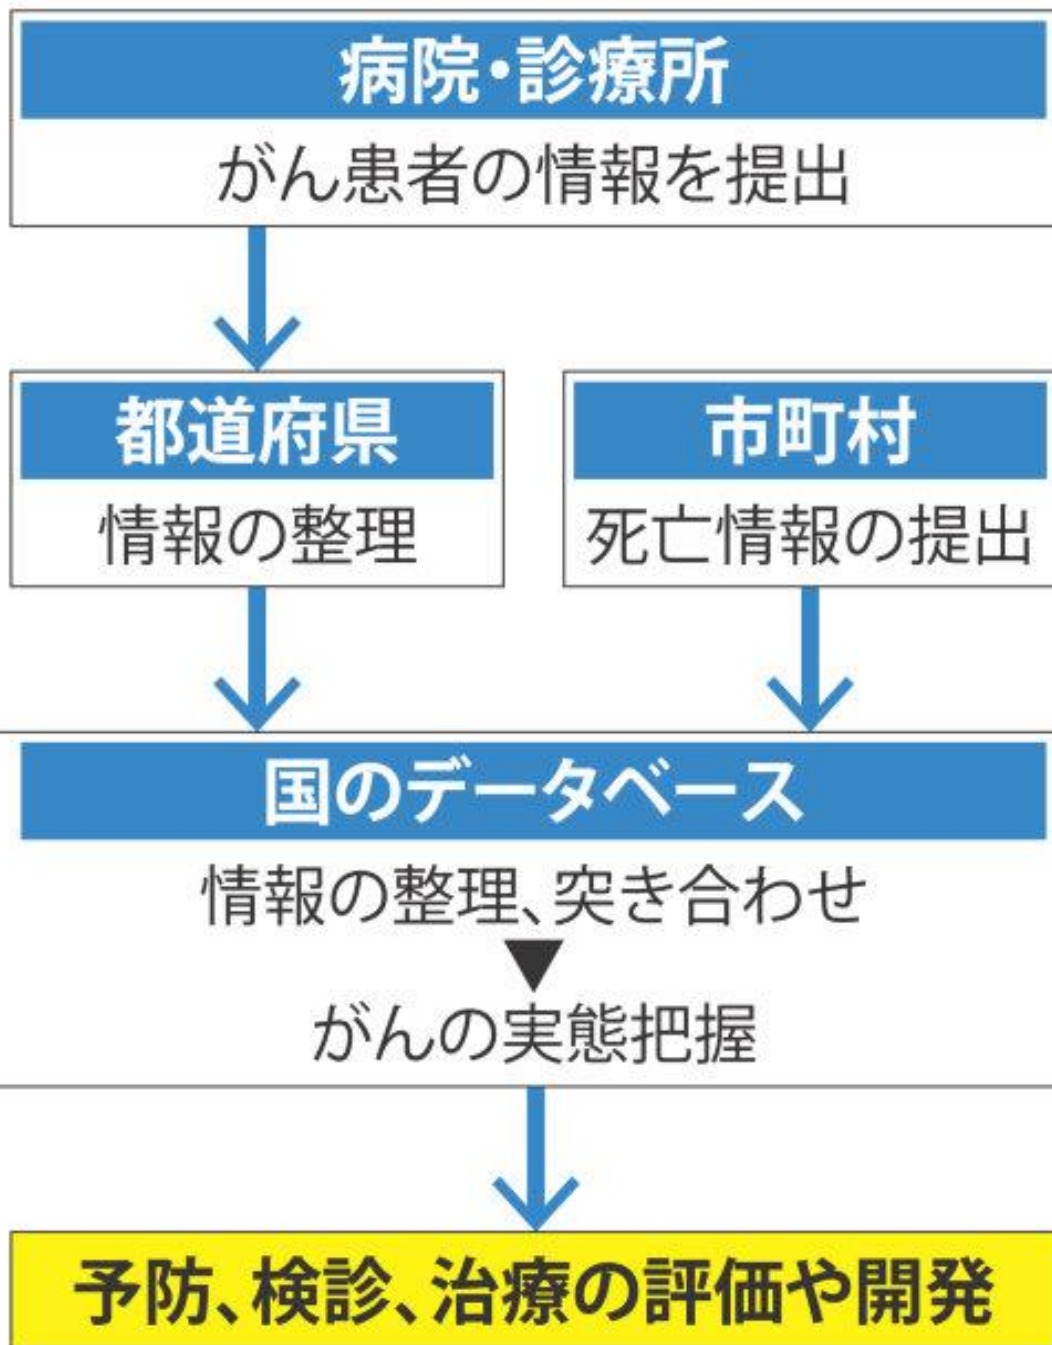 病院・診療所
がん患者の情報を提出
都道府県
情報の整理
市町村
死亡情報の提出
国のデータベース
情報の整理、突き合わせ
▼
がんの実態把握
予防、検診、治療の評価や開発